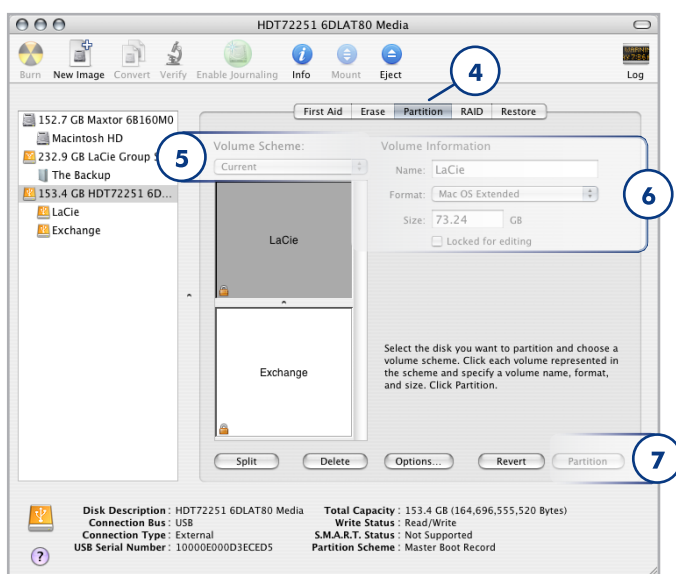 HDT72251 6DLAT80 Media
Burn New Image Convert Verify Enable Journaling Info Mount Eject Log
4
First Aid Erase Partition RAID Restore
152.7 GB Maxtor 6B160M0
Macintosh HD
232.9 GB LaCie Group
The Backup
153.4 GB HDT72251 6D...
LaCie
Exchange
5
Volume Scheme:
Current
LaCie
Exchange
Volume Information
Name: LaCie
Format: Mac OS Extended
Size: 73.24 GB
Locked for editing
6
Select the disk you want to partition and choose a
volume scheme. Click each volume represented in
the scheme and specify a volume name, format,
and size. Click Partition.
Split Delete Options... Revert Partition
7
Disk Description : HDT72251 6DLAT80 Media
Connection Bus : USB
Connection Type : External
USB Serial Number : 10000E000D3ECED5
Total Capacity : 153.4 GB (164,696,555,520 Bytes)
Write Status : Read/Write
S.M.A.R.T. Status : Not Supported
Partition Scheme : Master Boot Record
?